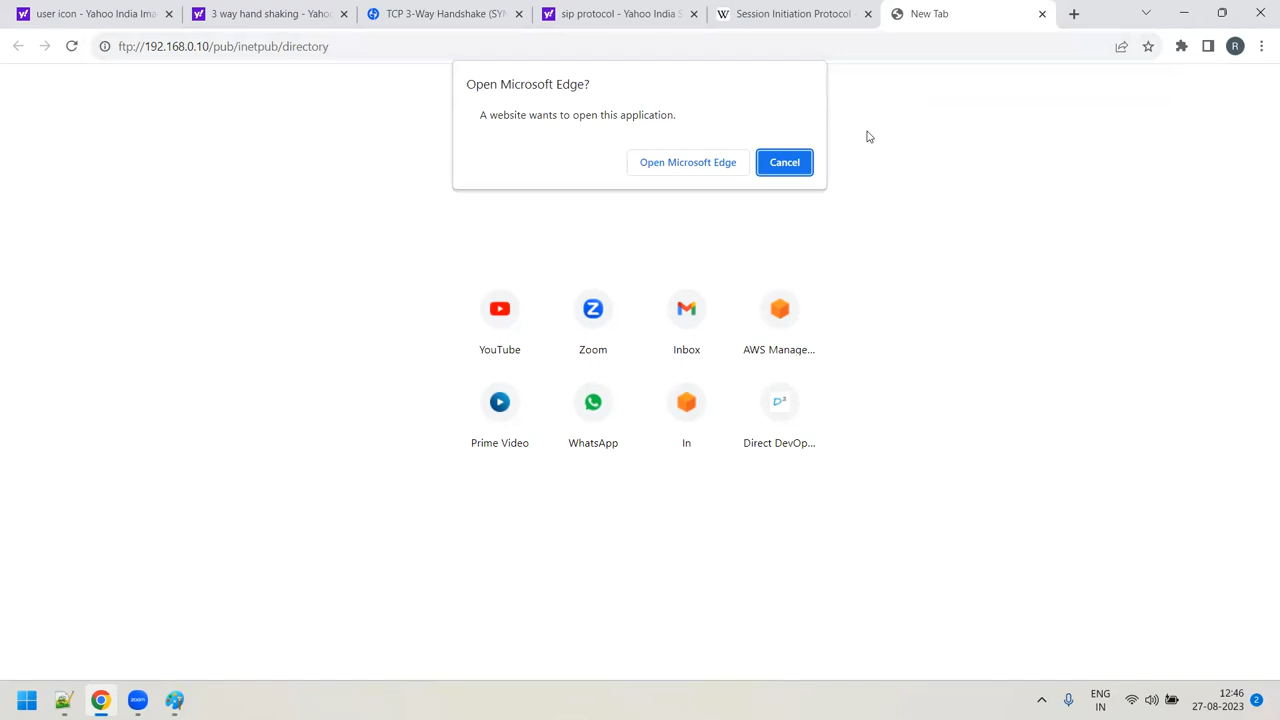 user icon - Yahoo India Ima
3 way hand shaking - Yahoo
TCP 3-Way Handshake (SYN
sip protocol - Yahoo India S
Session Initiation Protocol -
New Tab
ftp://192.168.0.10/pub/inetpub/directory
R
Open Microsoft Edge?
A website wants to open this application.
Open Microsoft Edge
Cancel
YouTube
Zoom
Inbox
AWS Manage...
Prime Video
WhatsApp
In
Direct DevOp...
zoom
ENG
IN
12:46
27-08-2023
2